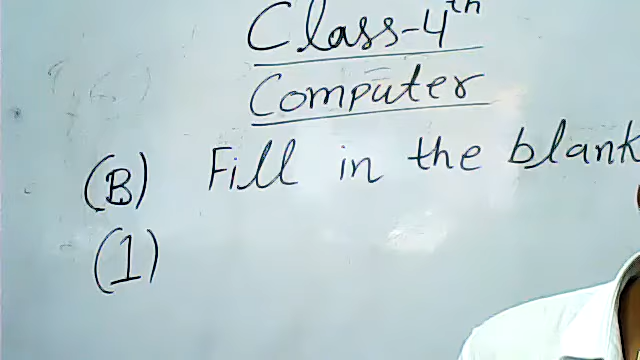 Class-4th
Computer
(B) Fill in the blank
(1)